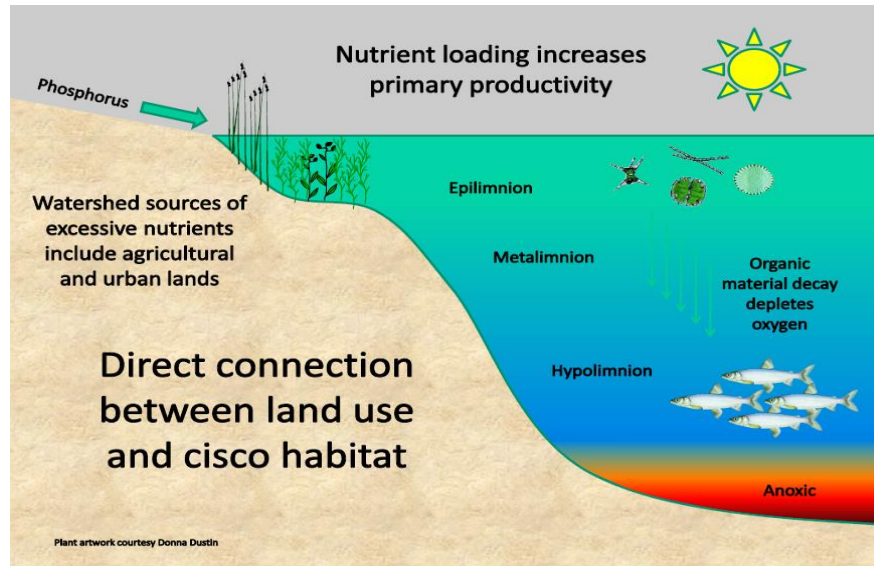 Nutrient loading increases
primary productivity
Phosphorus
Watershed sources of
excessive nutrients
include agricultural
and urban lands
Epilimnion
Metalimnion
Organic
material decay
depletes
oxygen
Hypolimnion
Direct connection
between land use
and cisco habitat
Anoxic
Plant artwork courtesy Donna Dustin